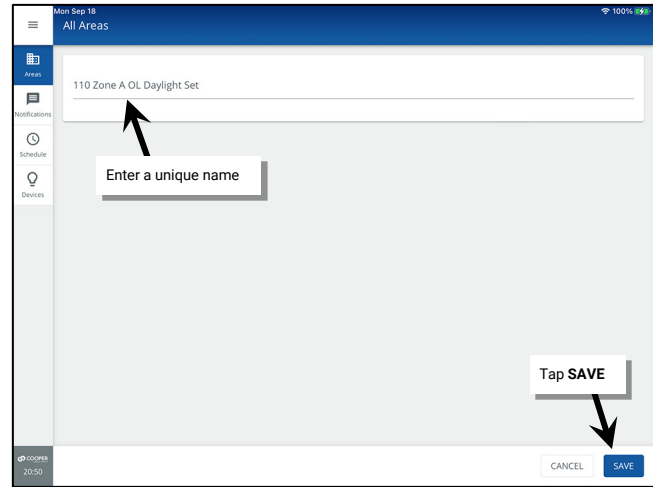 Mon Sep 18
100%
All Areas
Areas
110 Zone A OL Daylight Set
Notifications
Schedule
Enter a unique name
Devices
Tap SAVE
COOPER
20:50
CANCEL
SAVE